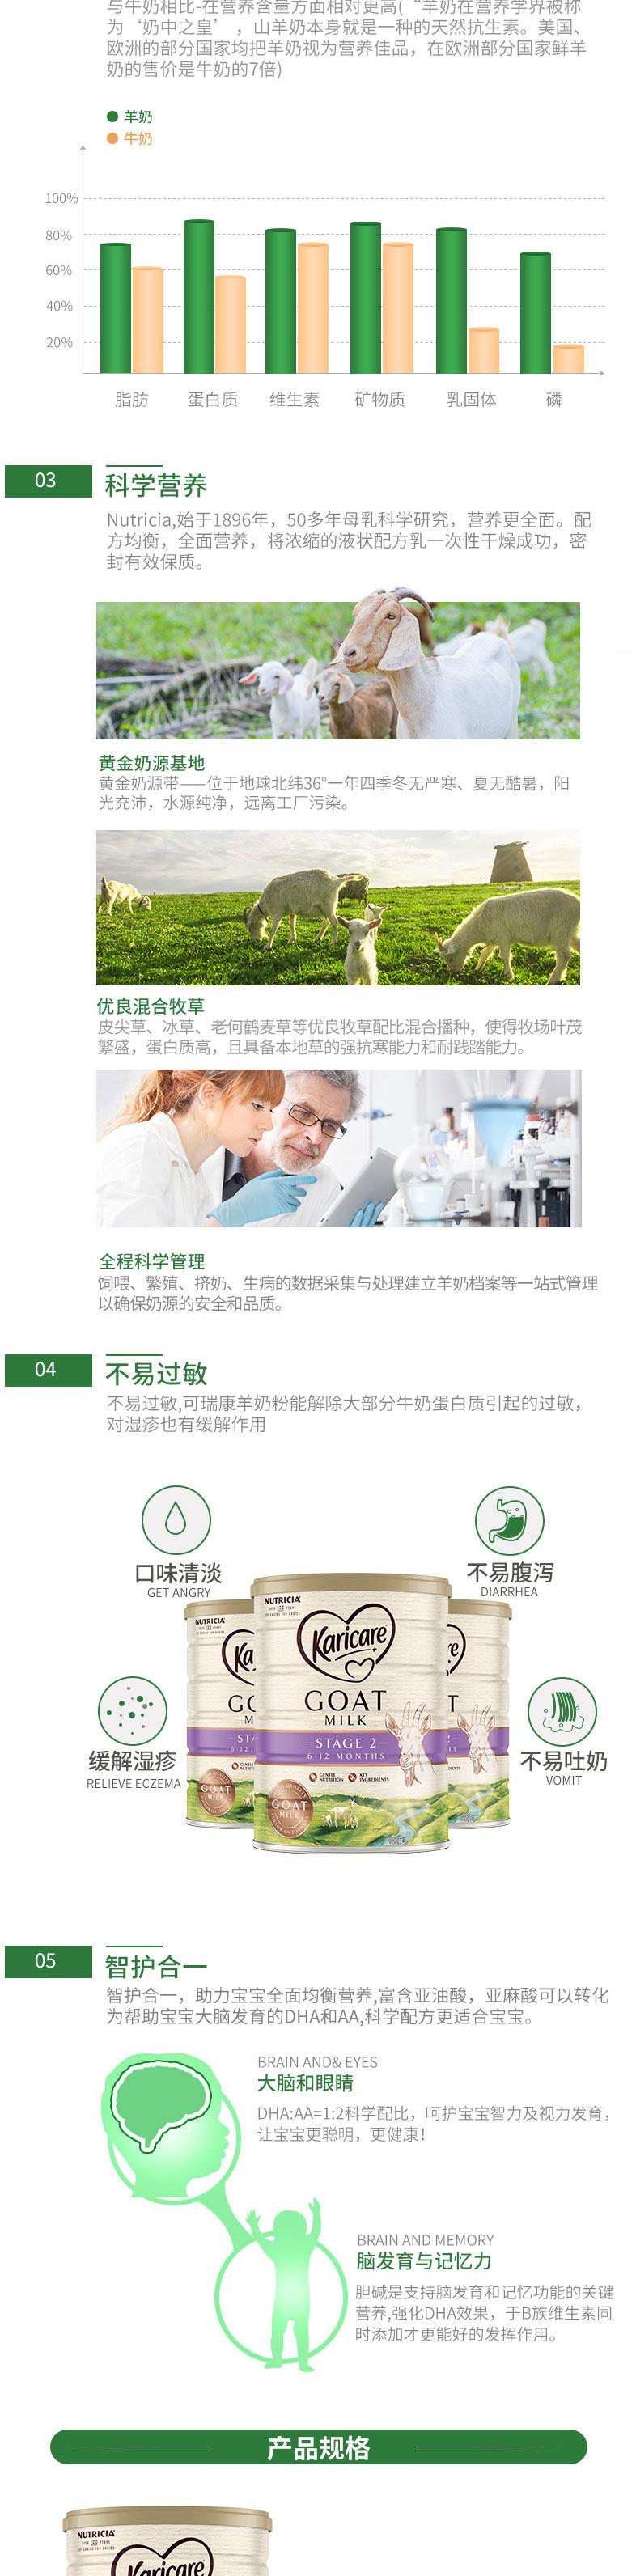 与牛奶相比-在营养含量方面相对更高(“羊奶在营养学界被称
为‘奶中之皇’，山羊奶本身就是一种的天然抗生素。美国、
欧洲的部分国家均把羊奶视为营养佳品，在欧洲部分国家鲜羊
奶的售价是牛奶的7倍)
羊奶
牛奶
100%
80%
60%
40%
20%
脂肪 蛋白质 维生素 矿物质 乳固体 磷
03 科学营养
Nutricia,始于1896年，50多年母乳科学研究，营养更全面。配
方均衡，全面营养，将浓缩的液状配方乳一次性干燥成功，密
封有效保质。
黄金奶源基地
黄金奶源带——位于地球北纬36°一年四季冬无严寒、夏无酷暑，阳
光充沛，水源纯净，远离工厂污染。
优良混合牧草
皮尖草、冰草、老何鹤麦草等优良牧草配比混合播种，使得牧场叶茂
繁盛，蛋白质高，且具备本地草的强抗寒能力和耐践踏能力。
全程科学管理
饲喂、繁殖、挤奶、生病的数据采集与处理建立羊奶档案等一站式管理
以确保奶源的安全和品质。
04 不易过敏
不易过敏,可瑞康羊奶粉能解除大部分牛奶蛋白质引起的过敏，
对湿疹也有缓解作用
口味清淡
GET ANGRY
不易腹泻
DIARRHEA
缓解湿疹
RELIEVE ECZEMA
不易吐奶
VOMIT
NUTRICIA
NUTRICIA
OVER 100 YEARS
OF CARING FOR BABIES
Karicare
GOAT
MILK
STAGE 2
6-12 MONTHS
GENTLE
NUTRITION
KEY
INGREDIENTS
GOAT
MILK
GOAT
MILK
05 智护合一
智护合一，助力宝宝全面均衡营养,富含亚油酸，亚麻酸可以转化
为帮助宝宝大脑发育的DHA和AA,科学配方更适合宝宝。
BRAIN AND& EYES
大脑和眼睛
DHA:AA=1:2科学配比，呵护宝宝智力及视力发育，
让宝宝更聪明，更健康！
BRAIN AND MEMORY
脑发育与记忆力
胆碱是支持脑发育和记忆功能的关键
营养,强化DHA效果，于B族维生素同
时添加才更能好的发挥作用。
产品规格
NUTRICIA
OVER 100 YEARS
OF CARING FOR BABIES
Karicare